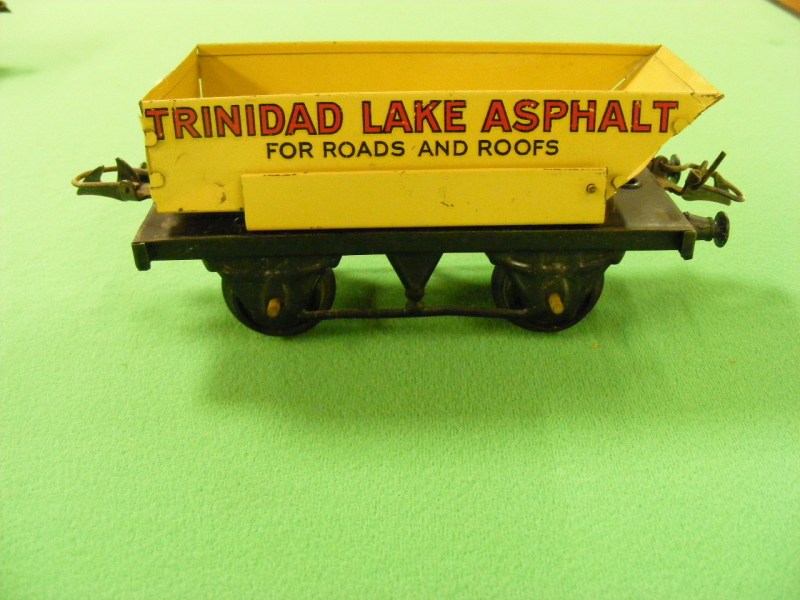 TRINIDAD LAKE ASPHALT
FOR ROADS AND ROOFS